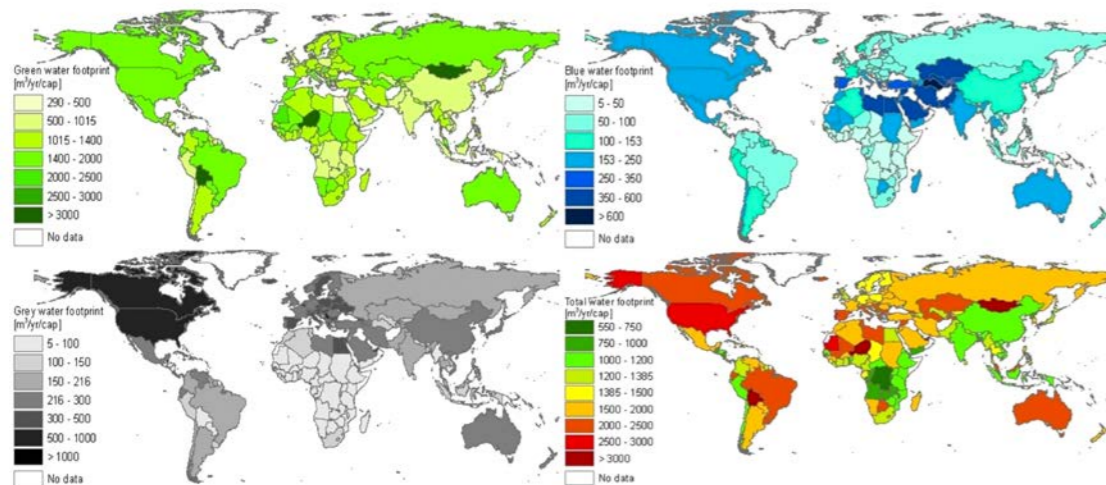 Green water footprint
[m³/yr/cap]
290 - 500
500 - 1015
1015 - 1400
1400 - 2000
2000 - 2500
2500 - 3000
> 3000
No data
Blue water footprint
[m³/yr/cap]
5 - 50
50 - 100
100 - 153
153 - 250
250 - 350
350 - 600
> 600
No data
Grey water footprint
[m³/yr/cap]
5 - 100
100 - 150
150 - 216
216 - 300
300 - 500
500 - 1000
> 1000
No data
Total water footprint
[m³/yr/cap]
550 - 750
750 - 1000
1000 - 1200
1200 - 1385
1385 - 1500
1500 - 2000
2000 - 2500
2500 - 3000
> 3000
No data